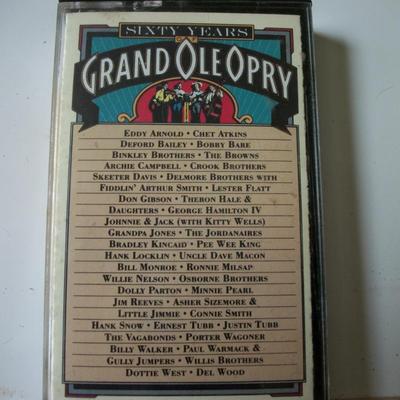 SIXTY YEARS
OF
GRAND OLE OPRY
EDDY ARNOLD • CHET ATKINS
DEFORD BAILEY • BOBBY BARE
BINKLEY BROTHERS • THE BROWNS
ARCHIE CAMPBELL • CROOK BROTHERS
SKEETER DAVIS • DELMORE BROTHERS WITH
FIDDLIN' ARTHUR SMITH • LESTER FLATT
DON GIBSON • THERON HALE &
DAUGHTERS • GEORGE HAMILTON IV
JOHNNIE & JACK (WITH KITTY WELLS)
GRANDPA JONES • THE JORDANAIRES
BRADLEY KINCAID • PEE WEE KING
HANK LOCKLIN • UNCLE DAVE MACON
BILL MONROE • RONNIE MILSAP
WILLIE NELSON • OSBORNE BROTHERS
DOLLY PARTON • MINNIE PEARL
JIM REEVES • ASHER SIZEMORE &
LITTLE JIMMIE • CONNIE SMITH
HANK SNOW • ERNEST TUBB • JUSTIN TUBB
THE VAGABONDS • PORTER WAGONER
BILLY WALKER • PAUL WARMACK &
GULLY JUMPERS • WILLIS BROTHERS
DOTTIE WEST • DEL WOOD